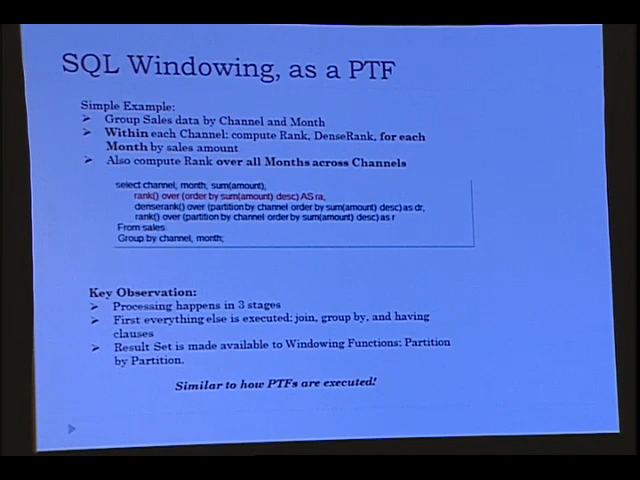 SQL Windowing, as a PTF
Simple Example:
Group Sales data by Channel and Month
Within each Channel: compute Rank, DenseRank, for each
Month by sales amount
Also compute Rank over all Months across Channels
select channel, month, sum(amount),
rank() over (order by sum(amount) desc) AS ra,
denserank() over (partition by channel order by sum(amount) desc) as dr,
rank() over (partition by channel order by sum(amount) desc) as r
From sales
Group by channel, month;
Key Observation:
Processing happens in 3 stages
First everything else is executed: join, group by, and having
clauses
Result Set is made available to Windowing Functions: Partition
by Partition.
Similar to how PTFs are executed!